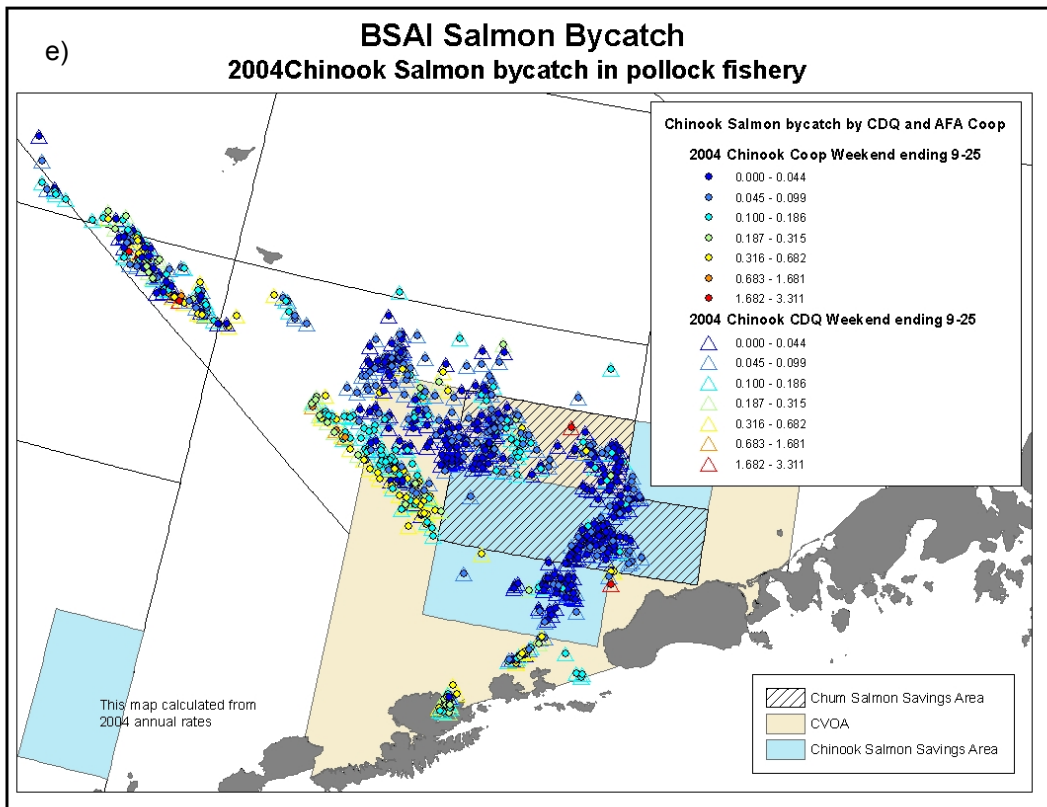 e)
BSAI Salmon Bycatch
2004Chinook Salmon bycatch in pollock fishery
Chinook Salmon bycatch by CDQ and AFA Coop
2004 Chinook Coop Weekend ending 9-25
0.000 - 0.044
0.045 - 0.099
0.100 - 0.186
0.187 - 0.315
0.316 - 0.682
0.683 - 1.681
1.682 - 3.311
2004 Chinook CDQ Weekend ending 9-25
0.000 - 0.044
0.045 - 0.099
0.100 - 0.186
0.187 - 0.315
0.316 - 0.682
0.683 - 1.681
1.682 - 3.311
This map calculated from
2004 annual rates
Chum Salmon Savings Area
CVOA
Chinook Salmon Savings Area